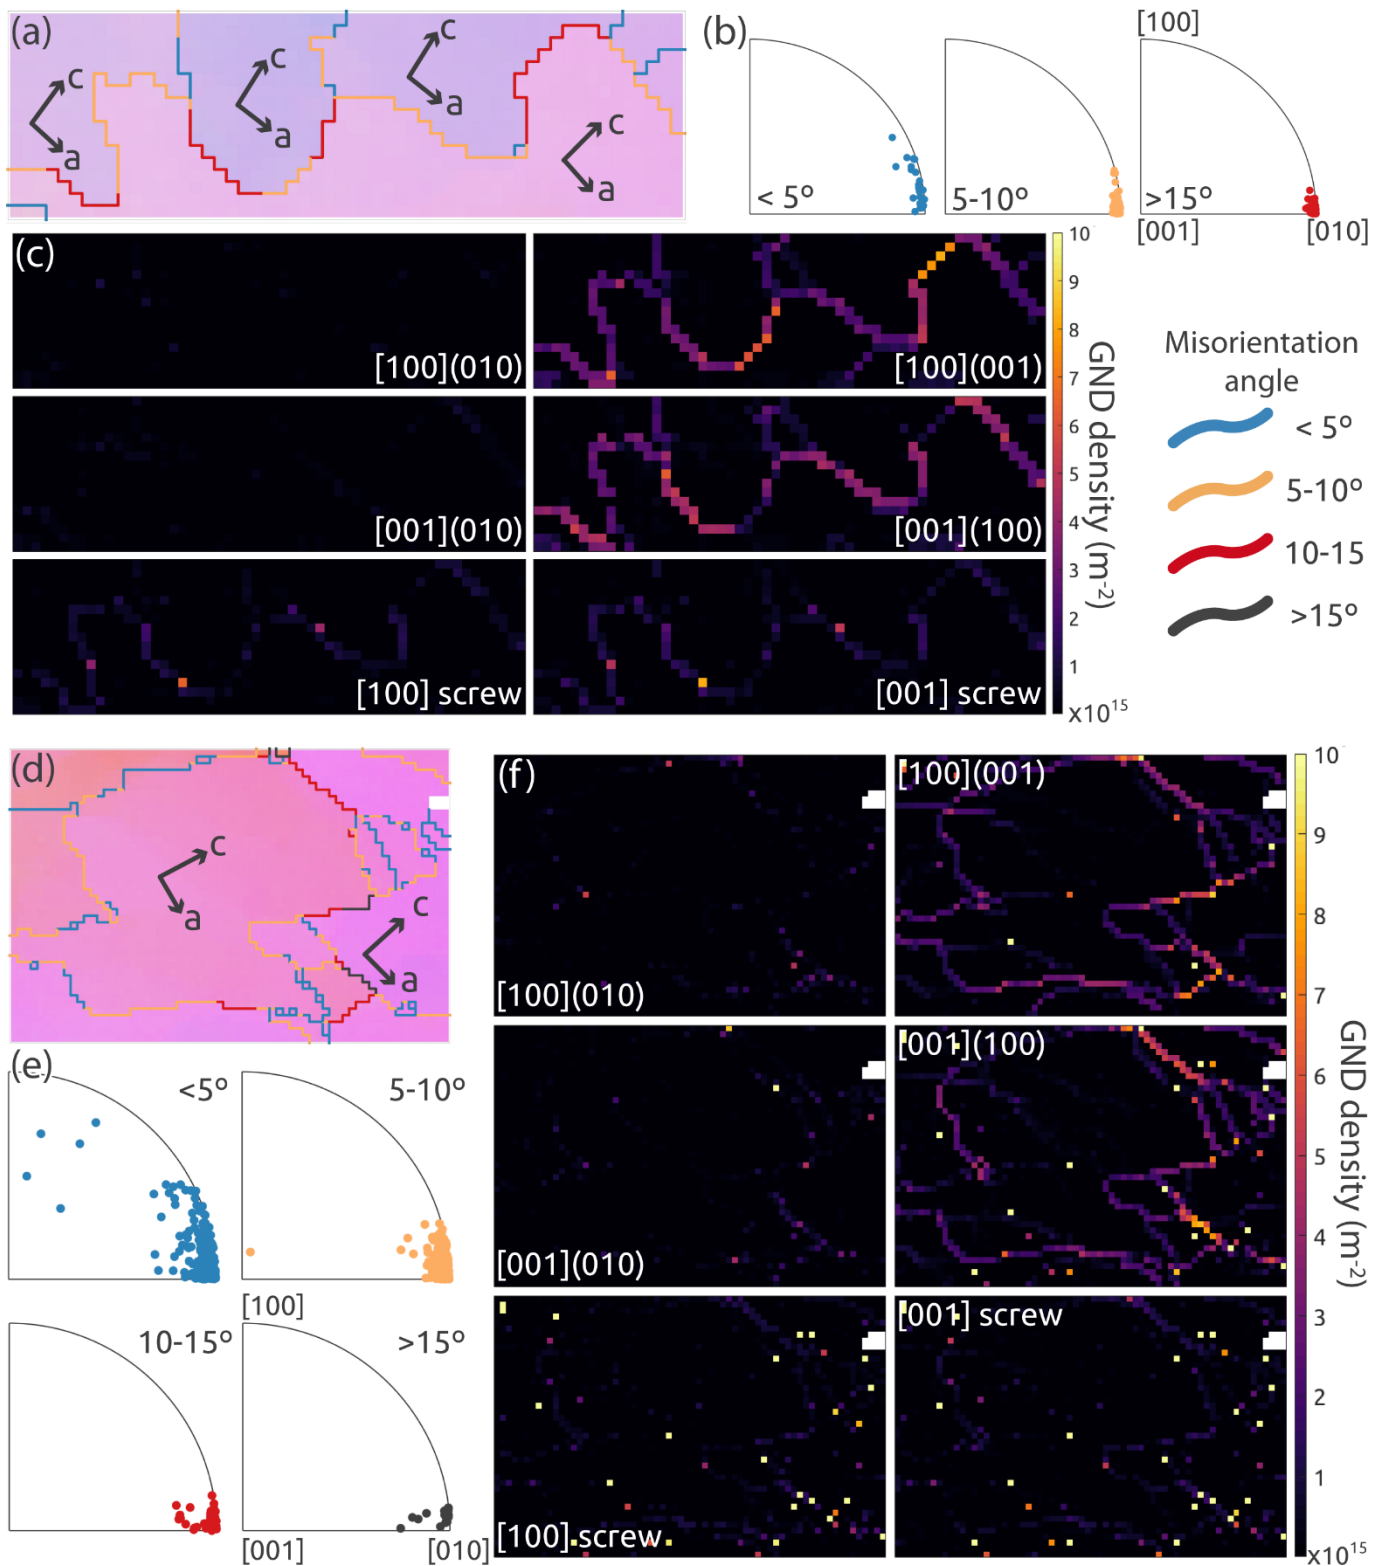 (a)
c
a
c
a
c
a
c
a
(b)
[100]
< 5°
5-10°
>15°
[001]
[010]
(c)
[100](010)
[100](001)
[001](010)
[001](100)
[100] screw
[001] screw
10
9
8
7
6
5
4
3
2
1
x10¹⁵
GND density (m⁻²)
Misorientation
angle
< 5°
5-10°
10-15
>15°
(d)
c
a
c
a
(e)
<5°
5-10°
10-15°
[100]
>15°
[001]
[010]
(f)
[100](010)
[100](001)
[001](010)
[001](100)
[100] screw
[001] screw
10
9
8
7
6
5
4
3
2
1
x10¹⁵
GND density (m⁻²)